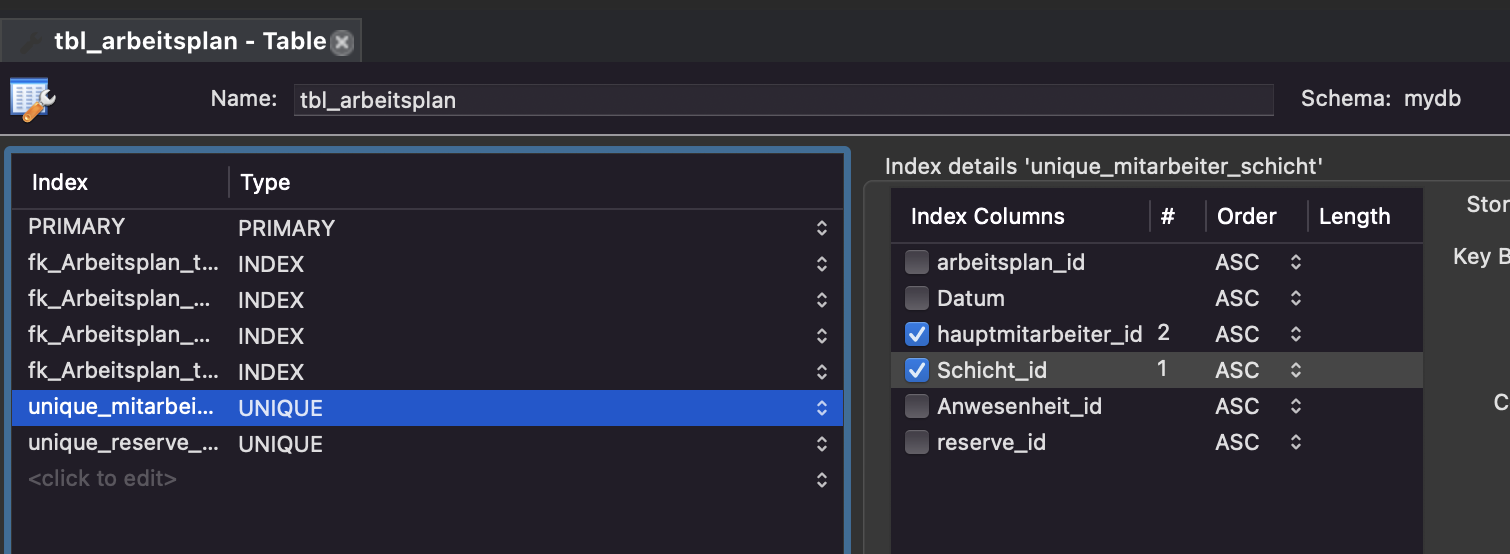 tbl_arbeitsplan - Table
Name: tbl_arbeitsplan Schema: mydb
Index Type
PRIMARY PRIMARY
fk_Arbeitsplan_t... INDEX
fk_Arbeitsplan_... INDEX
fk_Arbeitsplan_... INDEX
fk_Arbeitsplan_t... INDEX
unique_mitarbei... UNIQUE
unique_reserve_... UNIQUE
<click to edit>
Index details 'unique_mitarbeiter_schicht'
Index Columns # Order Length
arbeitsplan_id ASC
Datum ASC
hauptmitarbeiter_id 2 ASC
Schicht_id 1 ASC
Anwesenheit_id ASC
reserve_id ASC
Stor
Key B
C